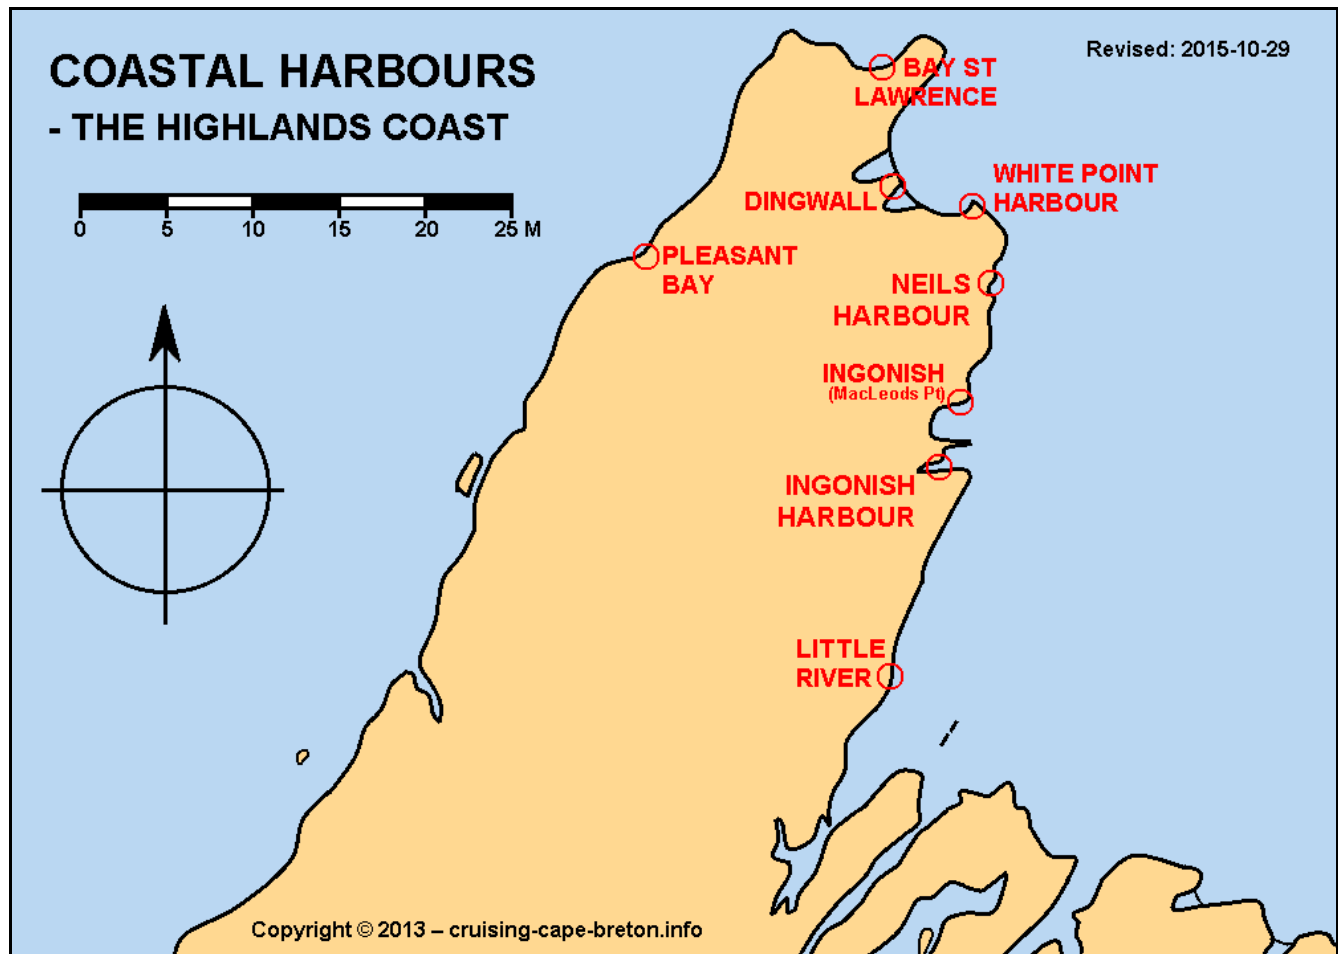 COASTAL HARBOURS
- THE HIGHLANDS COAST
Revised: 2015-10-29
0 5 10 15 20 25 M
BAY ST
LAWRENCE
WHITE POINT
HARBOUR
DINGWALL
PLEASANT
BAY
NEILS
HARBOUR
INGONISH
(MacLeods Pt)
INGONISH
HARBOUR
LITTLE
RIVER
Copyright © 2013 – cruising-cape-breton.info